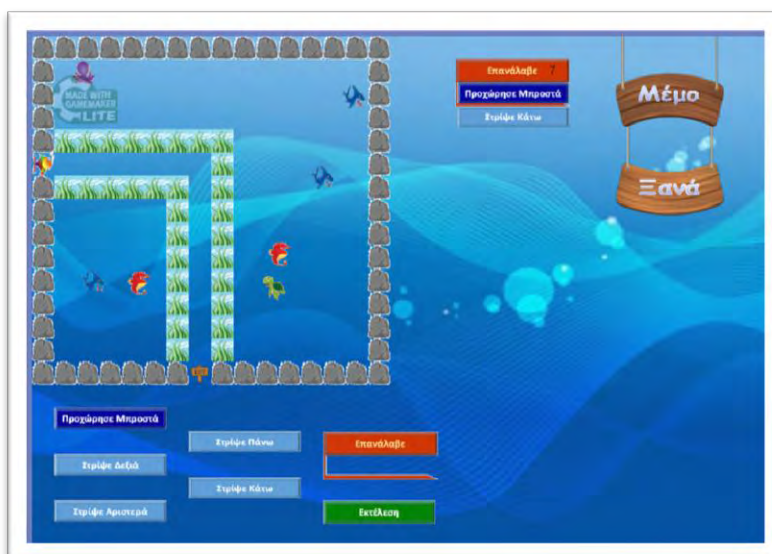 MADE WITH
GAMEMAKER
LITE
Επανάλαβε 7
Προχώρησε Μπροστά
Στρίψε Κάτω
Μέμο
Ξανά
Προχώρησε Μπροστά
Στρίψε Πάνω
Επανάλαβε
Στρίψε Δεξιά
Στρίψε Κάτω
Στρίψε Αριστερά
Εκτέλεση